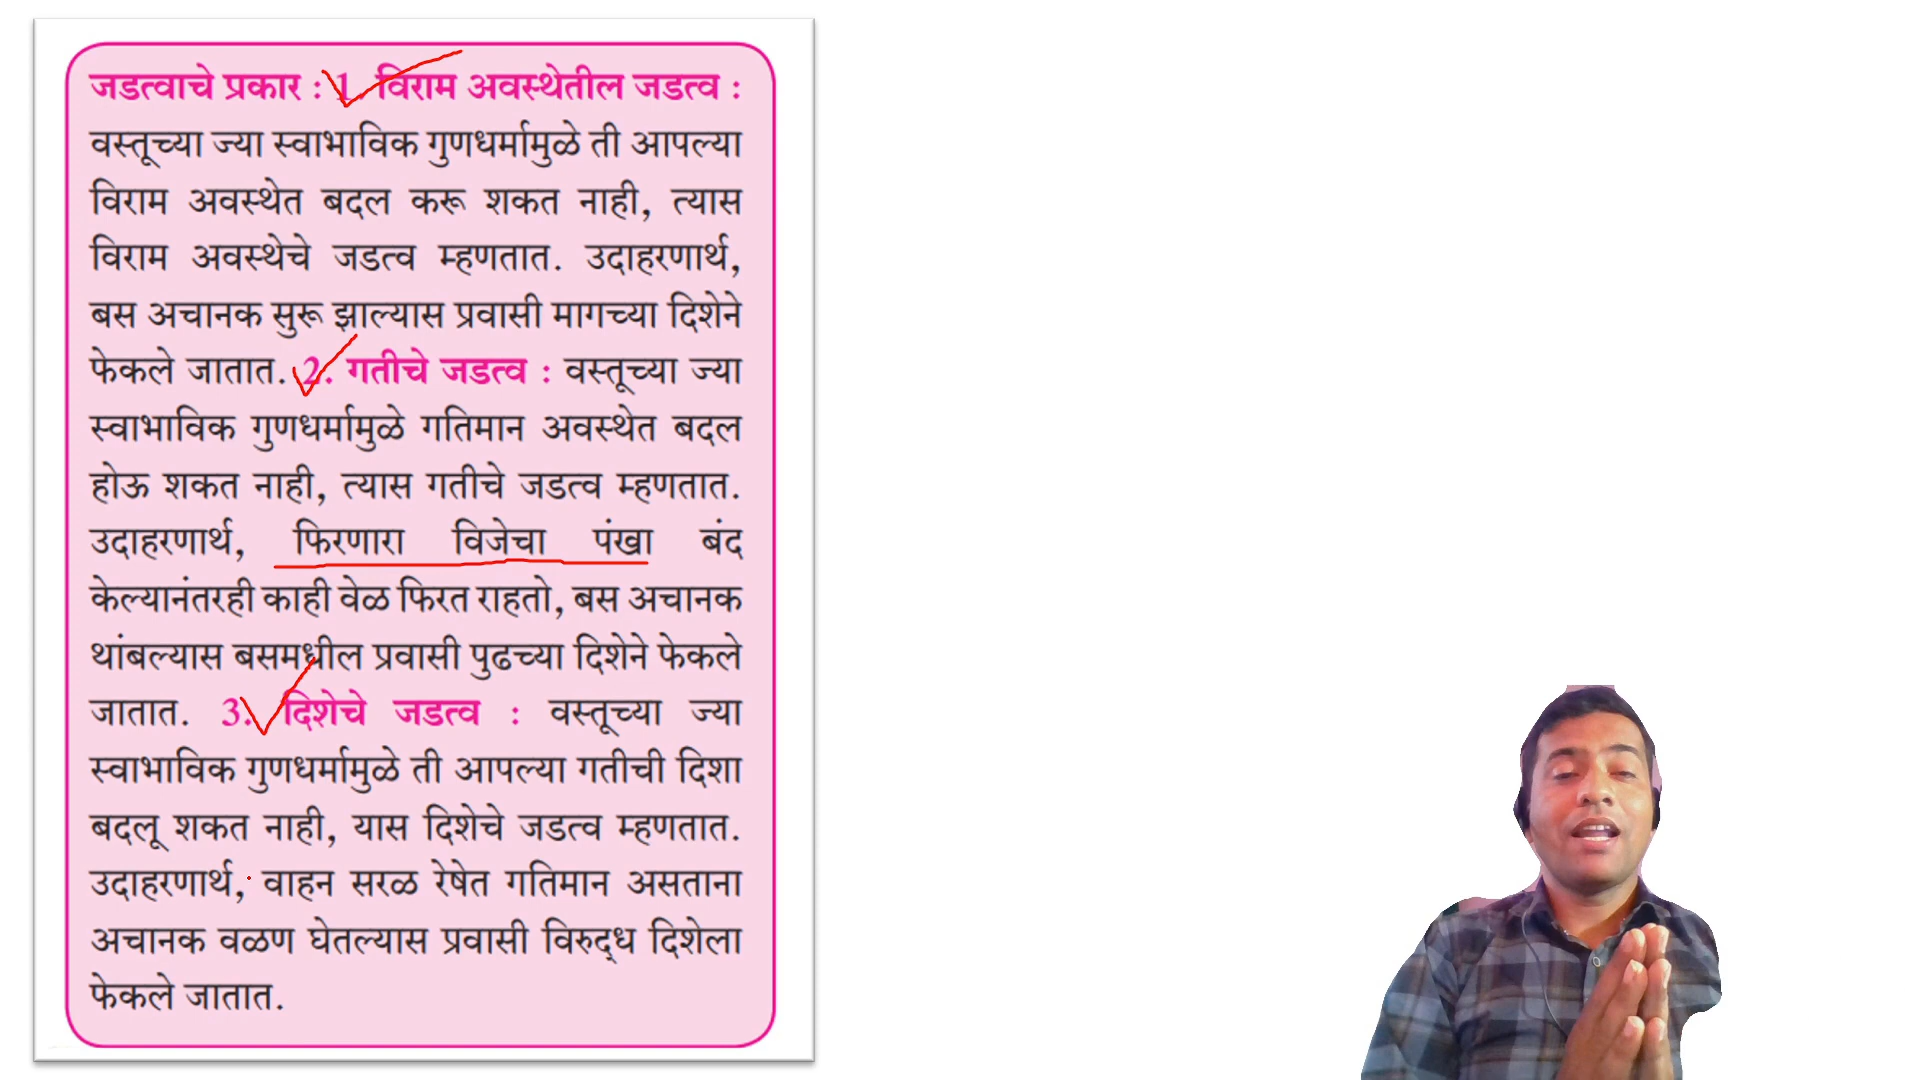 जडत्वाचे प्रकार : 1. विराम अवस्थेतील जडत्व :
वस्तूच्या ज्या स्वाभाविक गुणधर्मामुळे ती आपल्या
विराम अवस्थेत बदल करू शकत नाही, त्यास
विराम अवस्थेचे जडत्व म्हणतात. उदाहरणार्थ,
बस अचानक सुरू झाल्यास प्रवासी मागच्या दिशेने
फेकले जातात. 2. गतीचे जडत्व : वस्तूच्या ज्या
स्वाभाविक गुणधर्मामुळे गतिमान अवस्थेत बदल
होऊ शकत नाही, त्यास गतीचे जडत्व म्हणतात.
उदाहरणार्थ, फिरणारा विजेचा पंखा बंद
केल्यानंतरही काही वेळ फिरत राहतो, बस अचानक
थांबल्यास बसमधील प्रवासी पुढच्या दिशेने फेकले
जातात. 3. दिशेचे जडत्व : वस्तूच्या ज्या
स्वाभाविक गुणधर्मामुळे ती आपल्या गतीची दिशा
बदलू शकत नाही, यास दिशेचे जडत्व म्हणतात.
उदाहरणार्थ, वाहन सरळ रेषेत गतिमान असताना
अचानक वळण घेतल्यास प्रवासी विरुद्ध दिशेला
फेकले जातात.